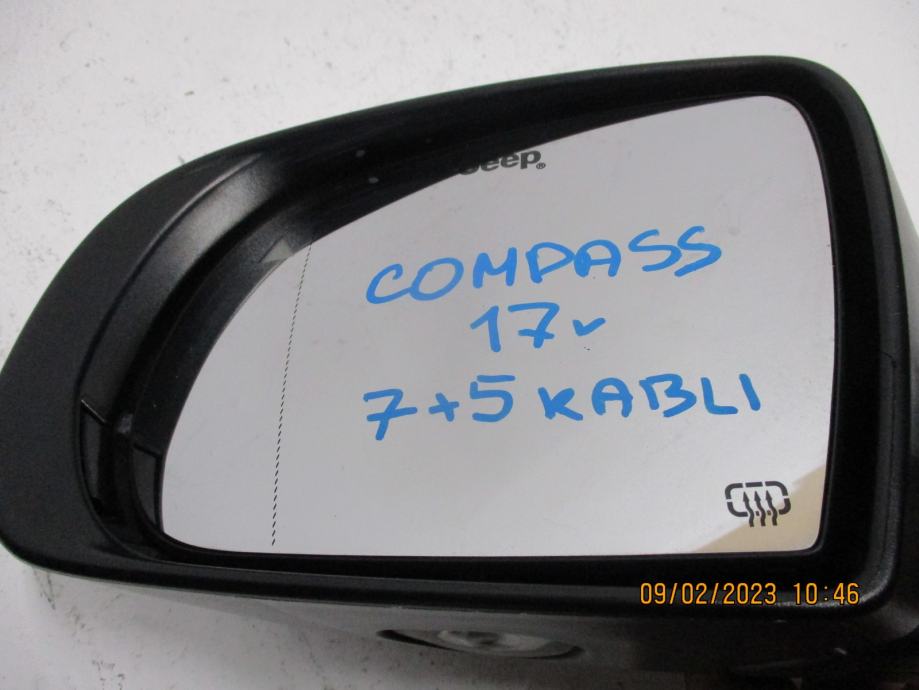 Jeep®
COMPASS
17v
7+5 KABLI
09/02/2023 10:46